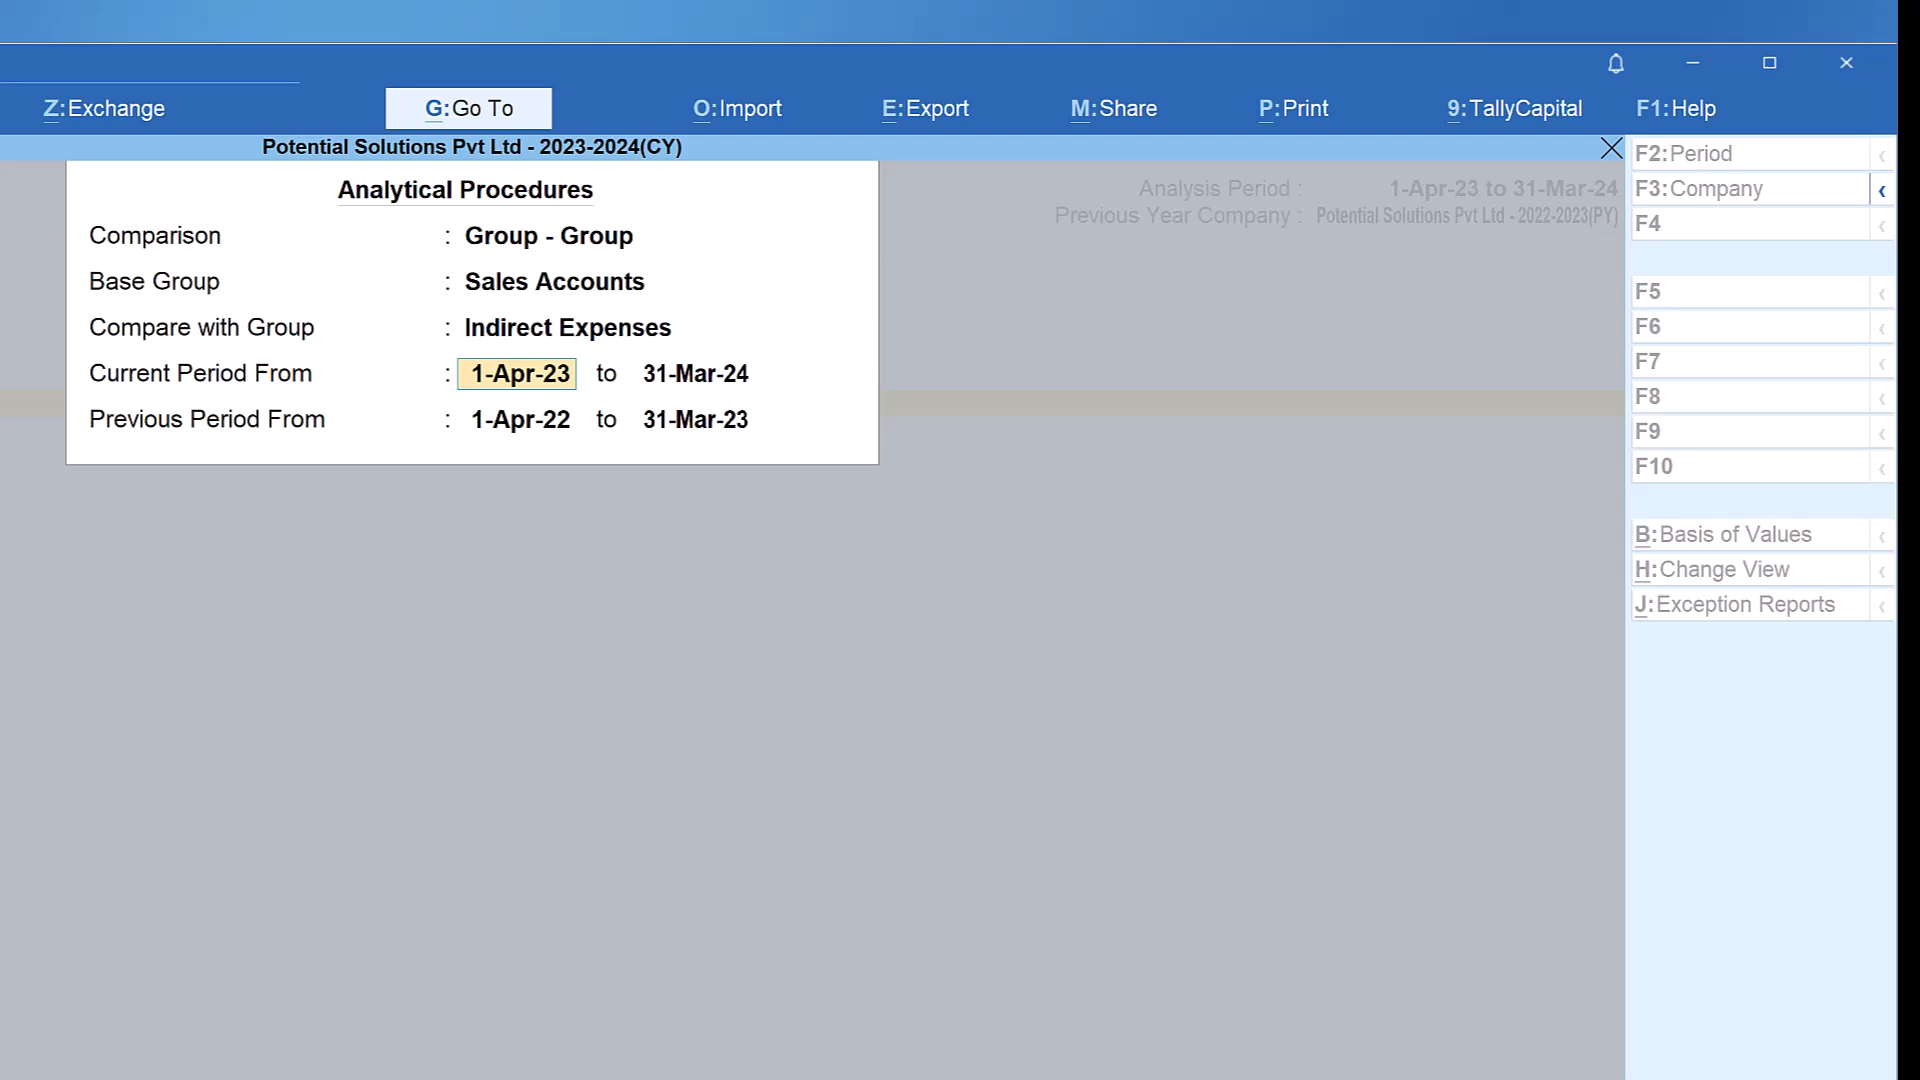 Z:Exchange
G:Go To
O:Import
E:Export
M:Share
P:Print
9:TallyCapital
F1:Help
Potential Solutions Pvt Ltd - 2023-2024(CY)
Analytical Procedures
Comparison : Group - Group
Base Group : Sales Accounts
Compare with Group : Indirect Expenses
Current Period From : 1-Apr-23 to 31-Mar-24
Previous Period From : 1-Apr-22 to 31-Mar-23
Analysis Period : 1-Apr-23 to 31-Mar-24
Previous Year Company : Potential Solutions Pvt Ltd - 2022-2023(PY)
F2:Period
F3:Company
F4
F5
F6
F7
F8
F9
F10
B:Basis of Values
H:Change View
J:Exception Reports